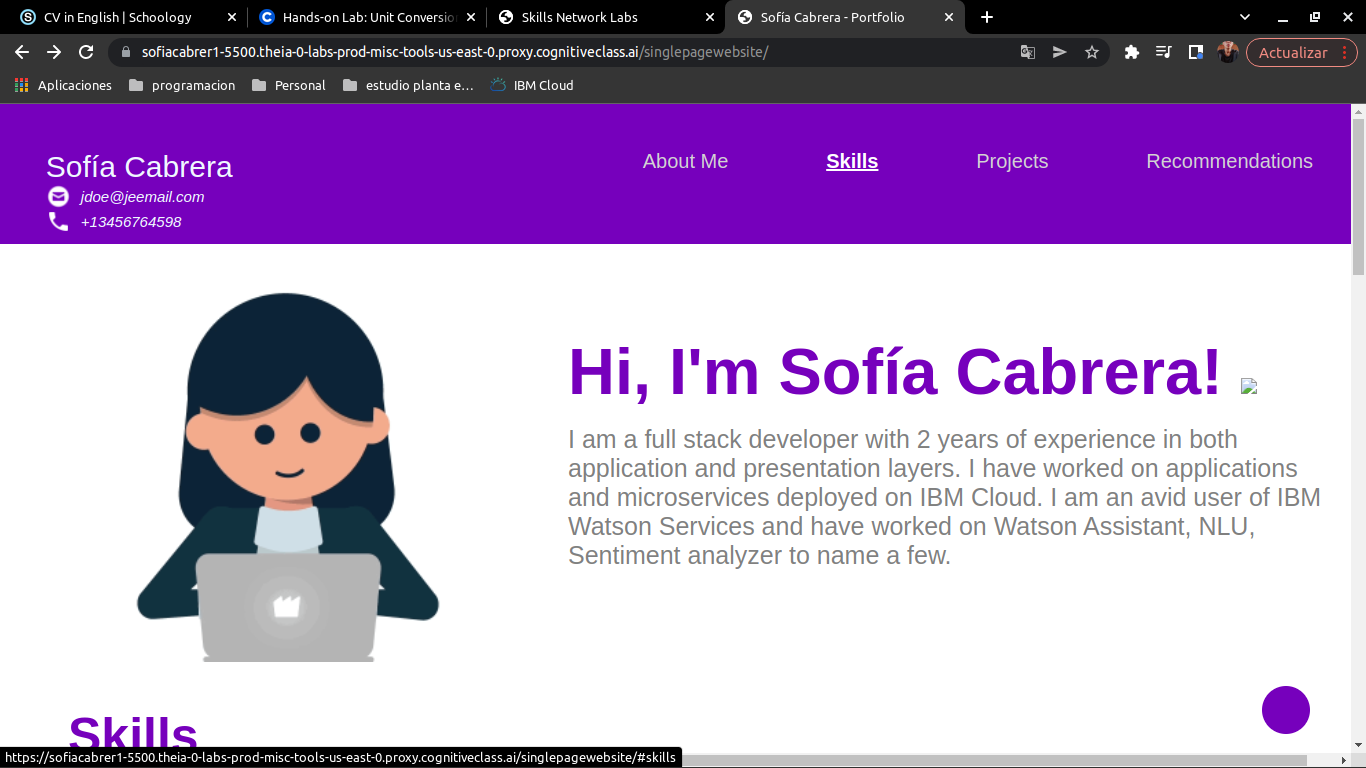 CV in English | Schoology
Hands-on Lab: Unit Conversion
Skills Network Labs
Sofía Cabrera - Portfolio
sofiacabrer1-5500.theia-0-labs-prod-misc-tools-us-east-0.proxy.cognitiveclass.ai/singlepagewebsite/
Actualizar
Aplicaciones
programacion
Personal
estudio planta e…
IBM Cloud
Sofía Cabrera
jdoe@jeemail.com
+13456764598
About Me
Skills
Projects
Recommendations
Hi, I'm Sofía Cabrera!
I am a full stack developer with 2 years of experience in both
application and presentation layers. I have worked on applications
and microservices deployed on IBM Cloud. I am an avid user of IBM
Watson Services and have worked on Watson Assistant, NLU,
Sentiment analyzer to name a few.
Skills
https://sofiacabrer1-5500.theia-0-labs-prod-misc-tools-us-east-0.proxy.cognitiveclass.ai/singlepagewebsite/#skills